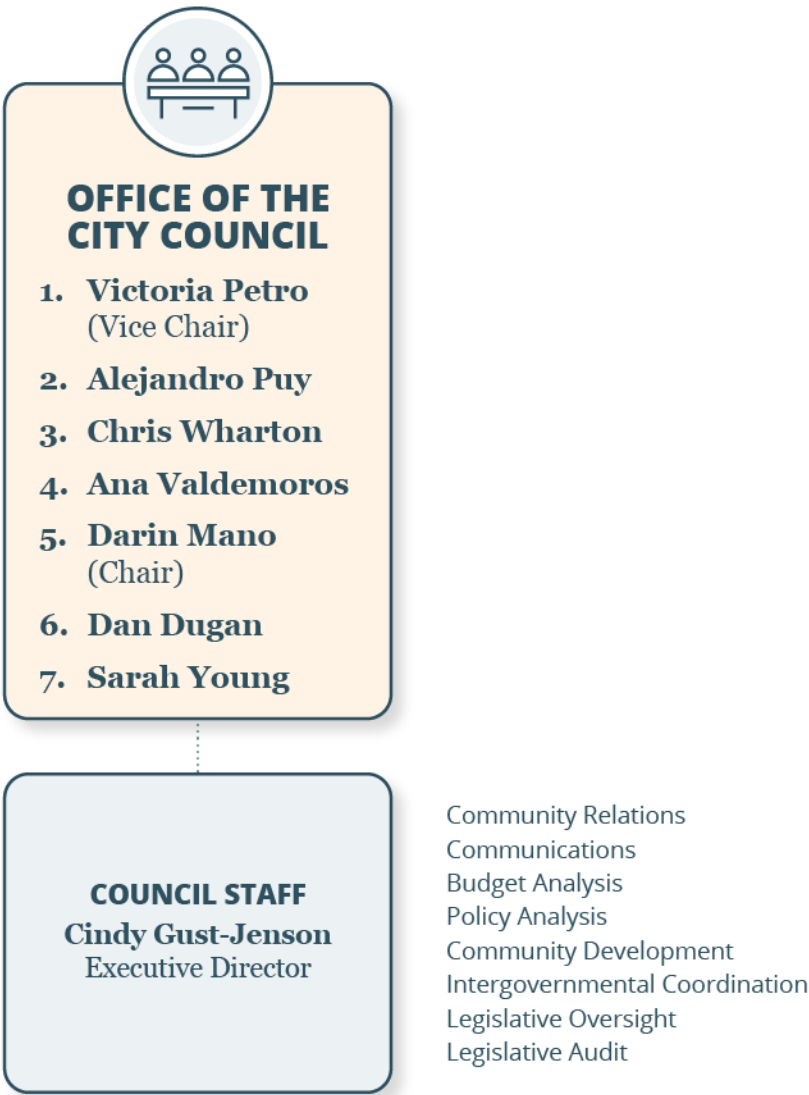 OFFICE OF THE
CITY COUNCIL
1. Victoria Petro
(Vice Chair)
2. Alejandro Puy
3. Chris Wharton
4. Ana Valdemoros
5. Darin Mano
(Chair)
6. Dan Dugan
7. Sarah Young
COUNCIL STAFF
Cindy Gust-Jenson
Executive Director
Community Relations
Communications
Budget Analysis
Policy Analysis
Community Development
Intergovernmental Coordination
Legislative Oversight
Legislative Audit